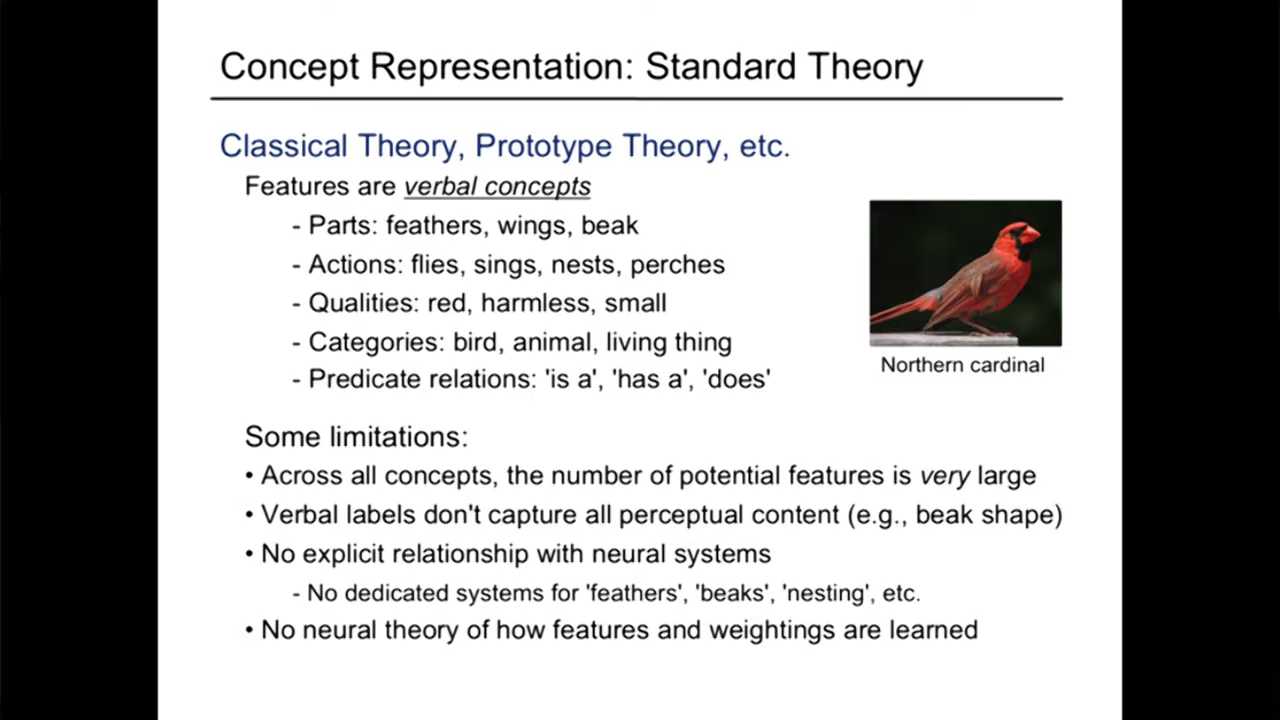 Concept Representation: Standard Theory
Classical Theory, Prototype Theory, etc.
Features are verbal concepts
- Parts: feathers, wings, beak
- Actions: flies, sings, nests, perches
- Qualities: red, harmless, small
- Categories: bird, animal, living thing
- Predicate relations: 'is a', 'has a', 'does'
Northern cardinal
Some limitations:
• Across all concepts, the number of potential features is very large
• Verbal labels don't capture all perceptual content (e.g., beak shape)
• No explicit relationship with neural systems
- No dedicated systems for 'feathers', 'beaks', 'nesting', etc.
• No neural theory of how features and weightings are learned